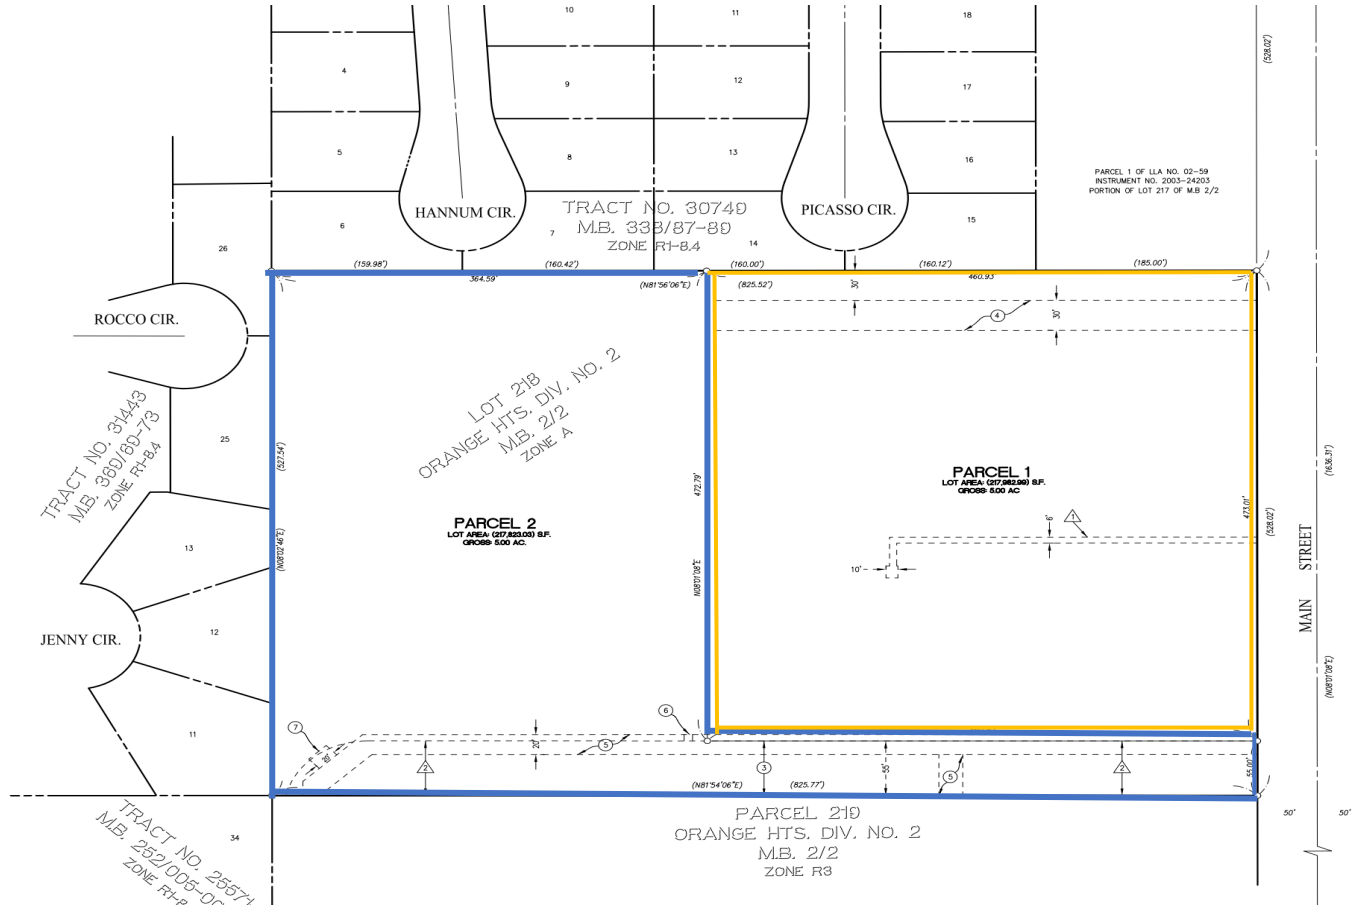 10
11
18
(528.02')
4
9
12
17
5
8
13
16
PARCEL 1 OF LLA NO. 02-59
INSTRUMENT NO. 2003-24203
PORTION OF LOT 217 OF M.B 2/2
HANNUM CIR.
TRACT NO. 30749
M.B. 338/87-89
ZONE R1-8.4
PICASSO CIR.
6
7
14
15
26
(159.98')
(160.42')
(160.00')
(160.12')
(185.00')
364.59'
(N81°56'06"E)
(825.52')
460.93'
30'
4
30'
ROCCO CIR.
LOT 218
ORANGE HTS. DIV. NO. 2
M.B. 2/2
ZONE A
TRACT NO. 31443
M.B. 360/69-73
ZONE R1-8.4
25
(527.54')
472.79'
PARCEL 1
LOT AREA: (217,982.99) S.F.
GROSS: 5.00 AC
(1636.31')
473.01'
(528.02')
PARCEL 2
LOT AREA: (217,823.03) S.F.
GROSS: 5.00 AC.
6'
1
10'
13
(N08°02'46"E)
N08°01'08"E
MAIN STREET
12
JENNY CIR.
(N08°01'08"E)
11
7
6
20'
5
2
3
55'
5
2
55.00'
(N81°54'06"E)
(825.77')
PARCEL 219
ORANGE HTS. DIV. NO. 2
M.B. 2/2
ZONE R3
50'
50'
34
TRACT NO. 25571
M.B. 252/005-00
ZONE R1-8